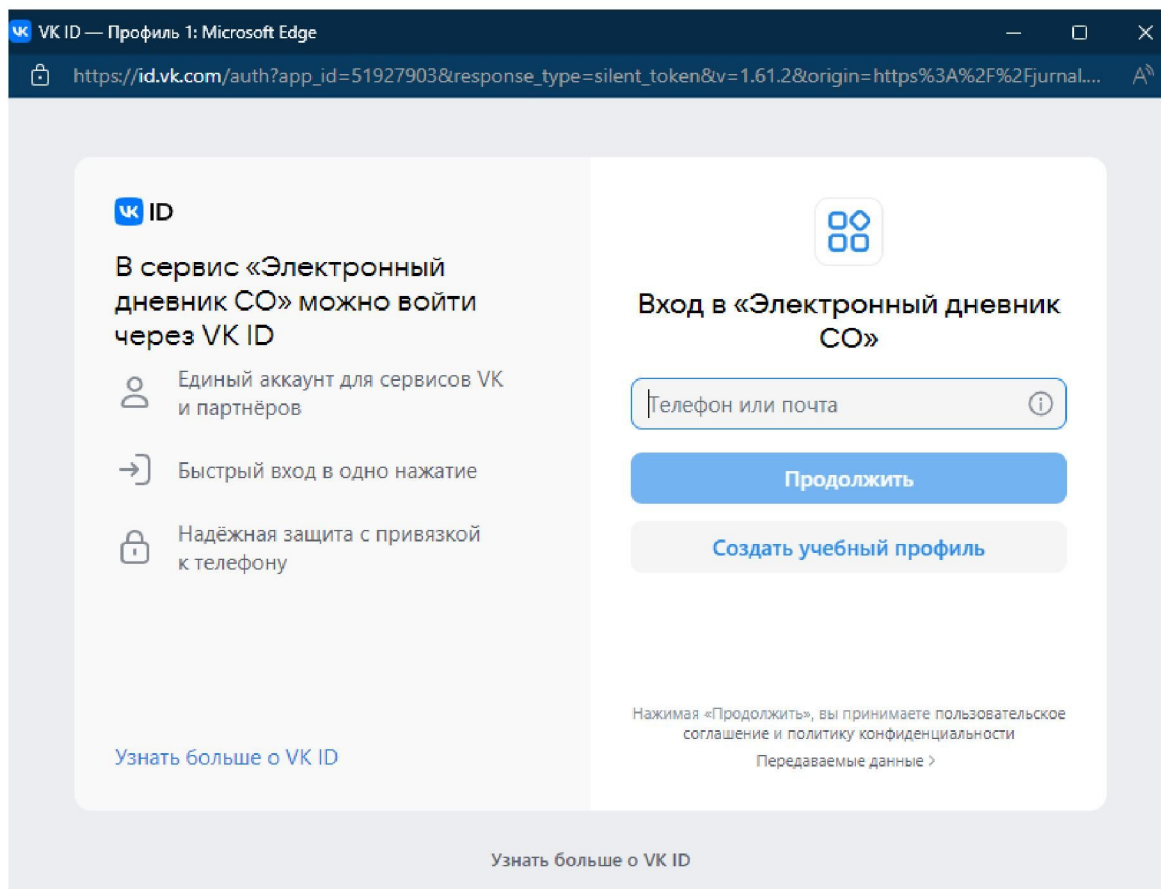 VK ID — Профиль 1: Microsoft Edge
https://id.vk.com/auth?app_id=51927903&response_type=silent_token&v=1.61.2&origin=https%3A%2F%2Fjurnal....
VK ID
В сервис «Электронный
дневник СО» можно войти
через VK ID
Единый аккаунт для сервисов VK
и партнёров
Быстрый вход в одно нажатие
Надёжная защита с привязкой
к телефону
Узнать больше о VK ID
Вход в «Электронный дневник
СО»
Телефон или почта
Продолжить
Создать учебный профиль
Нажимая «Продолжить», вы принимаете пользовательское
соглашение и политику конфиденциальности
Передаваемые данные >
Узнать больше о VK ID